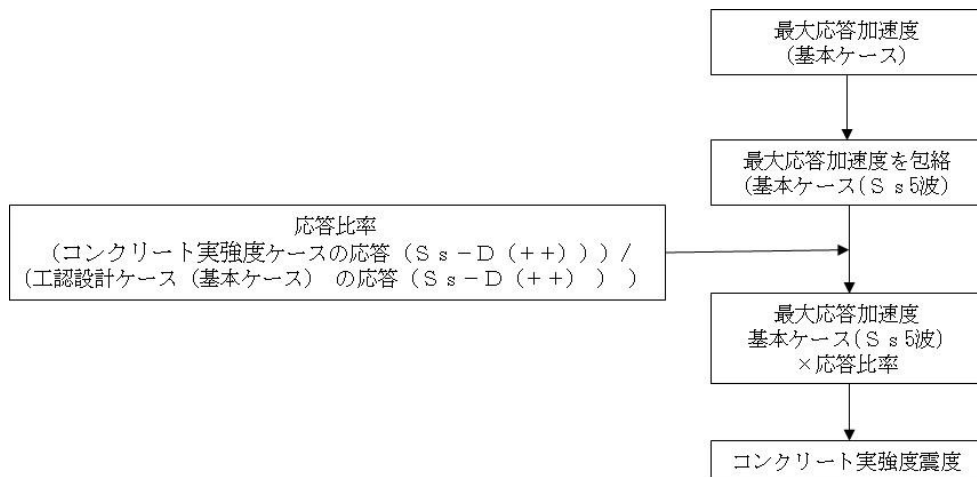 最大応答加速度
(基本ケース)
最大応答加速度を包絡
(基本ケース(Ｓｓ5波)
応答比率
(コンクリート実強度ケースの応答（Ｓｓ－Ｄ（++）））/
(工認設計ケース（基本ケース） の応答（Ｓｓ－Ｄ（++） ） )
最大応答加速度
基本ケース(Ｓｓ5波)
×応答比率
コンクリート実強度震度